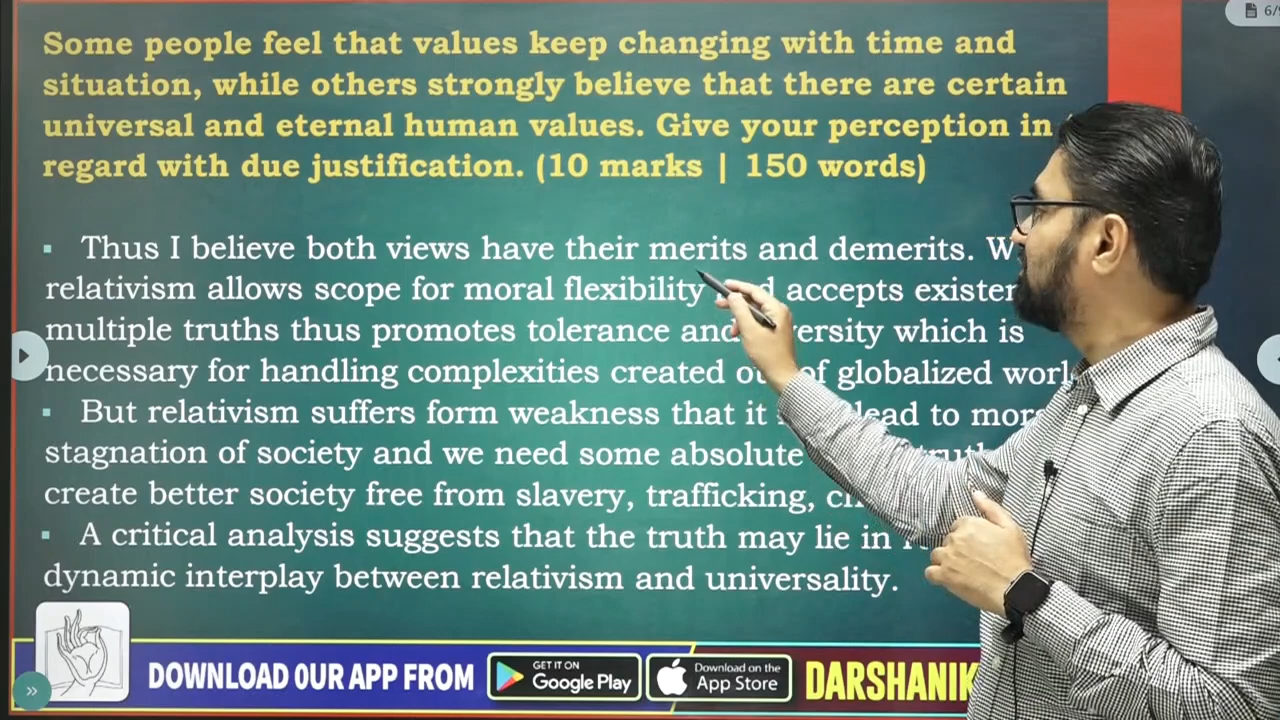 6/
Some people feel that values keep changing with time and
situation, while others strongly believe that there are certain
universal and eternal human values. Give your perception in
regard with due justification. (10 marks | 150 words)
▪ Thus I believe both views have their merits and demerits.
relativism allows scope for moral flexibility accepts
multiple truths thus promotes tolerance and which is
necessary for handling complexities created of globalized
▪ But relativism suffers form weakness that it lead to
stagnation of society and we need some absolute
create better society free from slavery, trafficking,
▪ A critical analysis suggests that the truth may lie in
dynamic interplay between relativism and universality.
DOWNLOAD OUR APP FROM
GET IT ON
Google Play
Download on the
App Store
DARSHANIK